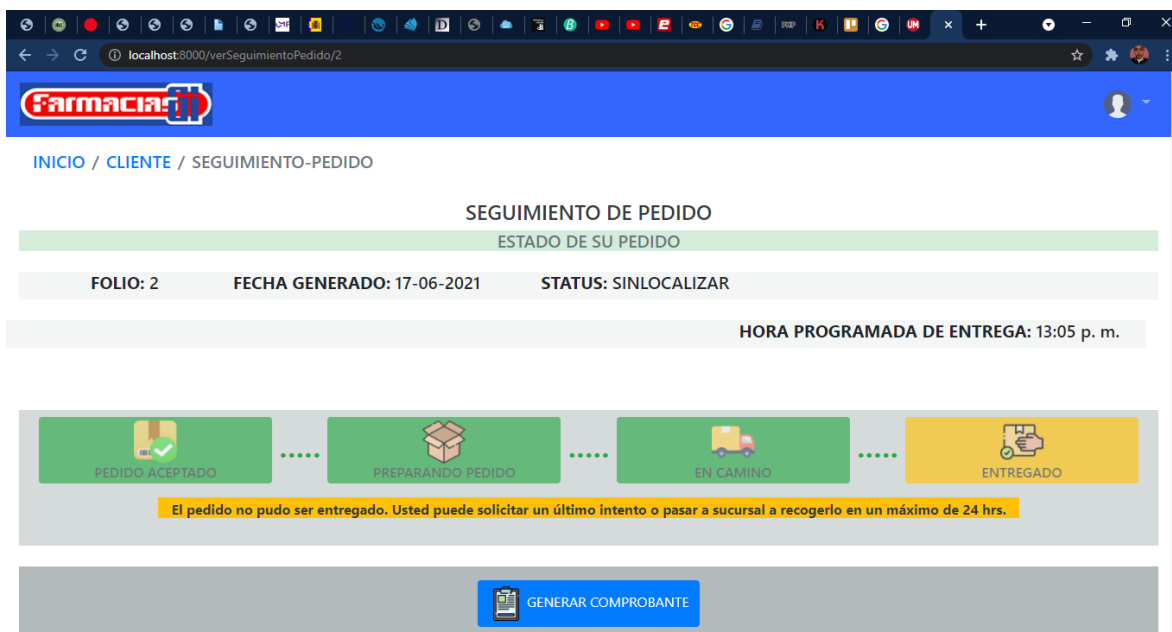 localhost:8000/verSeguimientoPedido/2
Farmacias
INICIO / CLIENTE / SEGUIMIENTO-PEDIDO
SEGUIMIENTO DE PEDIDO
ESTADO DE SU PEDIDO
FOLIO: 2 FECHA GENERADO: 17-06-2021 STATUS: SINLOCALIZAR
HORA PROGRAMADA DE ENTREGA: 13:05 p. m.
PEDIDO ACEPTADO PREPARANDO PEDIDO EN CAMINO ENTREGADO
El pedido no pudo ser entregado. Usted puede solicitar un último intento o pasar a sucursal a recogerlo en un máximo de 24 hrs.
GENERAR COMPROBANTE